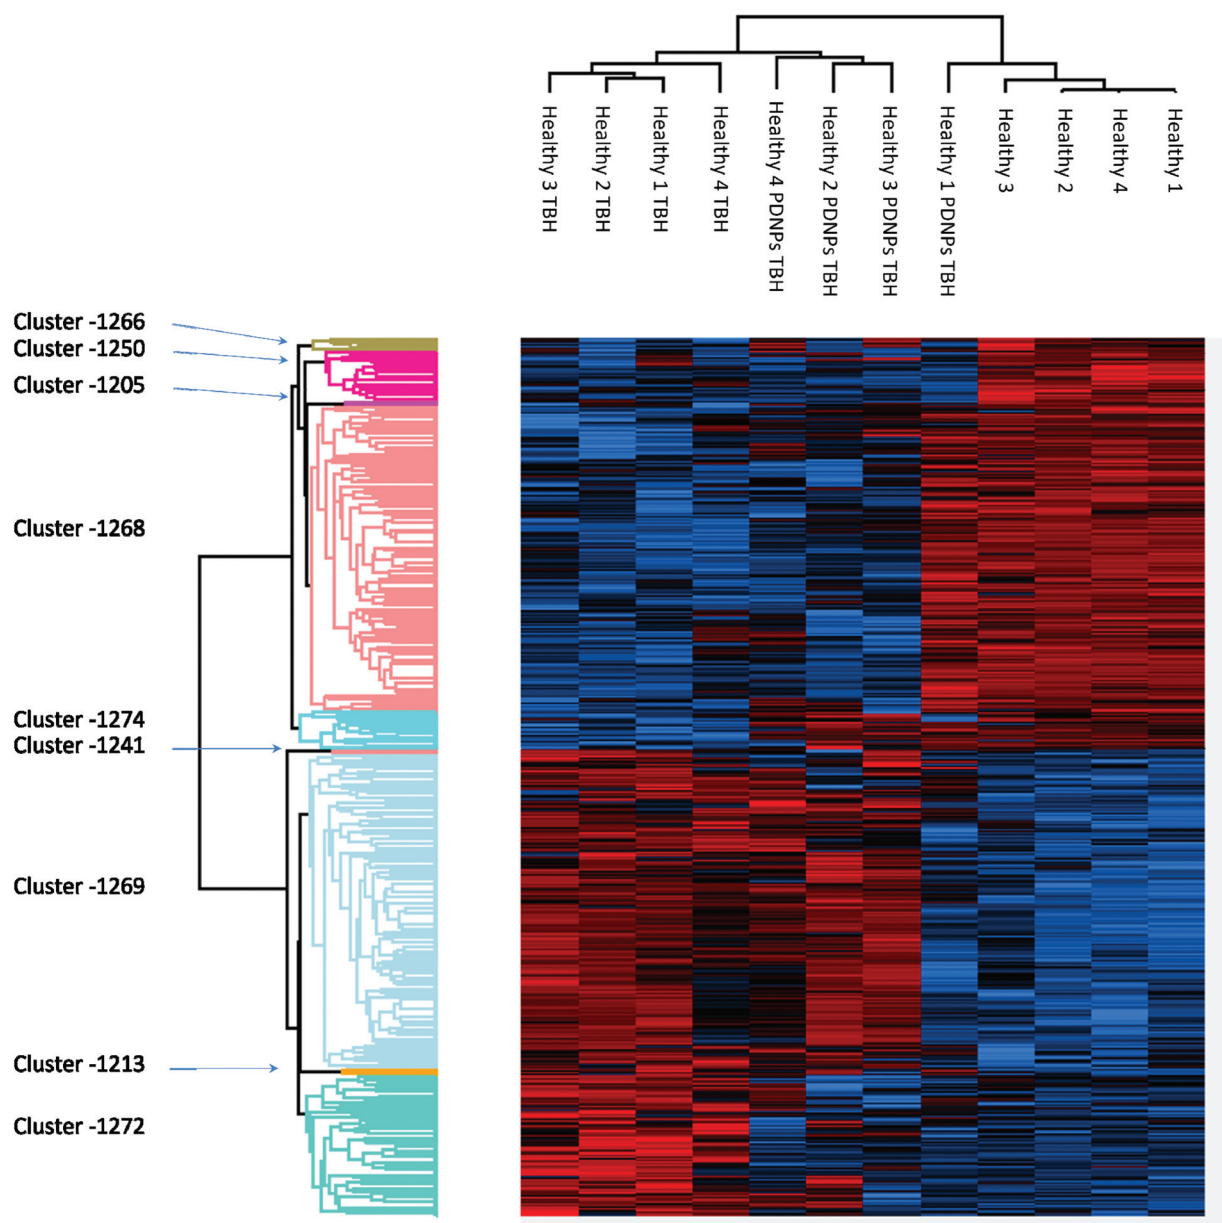 Healthy 3 TBH
Healthy 2 TBH
Healthy 1 TBH
Healthy 4 TBH
Healthy 4 PDNPs TBH
Healthy 2 PDNPs TBH
Healthy 3 PDNPs TBH
Healthy 1 PDNPs TBH
Healthy 3
Healthy 2
Healthy 4
Healthy 1
Cluster -1266
Cluster -1250
Cluster -1205
Cluster -1268
Cluster -1274
Cluster -1241
Cluster -1269
Cluster -1213
Cluster -1272